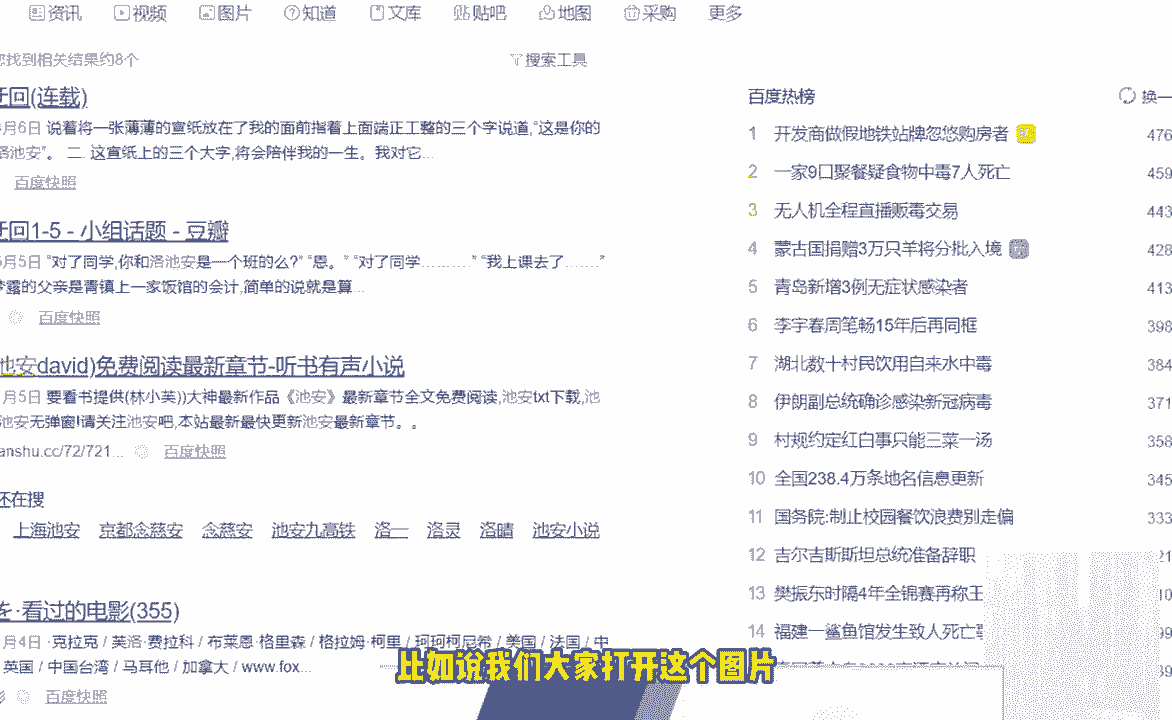 资讯 视频 图片 知道 文库 贴吧 地图 采购 更多
您找到相关结果约8个 搜索工具
迂回(连载)
月6日 说着将一张薄薄的宣纸放在了我的面前指着上面端正工整的三个字说道,“这是你的
洛池安”。 二. 这宣纸上的三个大字,将会陪伴我的一生。我对它...
百度快照
迂回1-5 - 小组话题 - 豆瓣
5月5日 “对了同学,你和洛池安是一个班的么?” “恩。” “对了同学………” “我上课去了……”
露的父亲是青镇上一家饭馆的会计,简单的说就是算...
百度快照
池安david)免费阅读最新章节-听书有声小说
月5日 要看书提供(林小芙))大神最新作品《池安》最新章节全文免费阅读,池安txt下载,池
池安无弹窗!请关注池安吧,本站最新最快更新池安最新章节。。
anshu.cc/72/721... 百度快照
还在搜
上海池安 京都念慈安 念慈安 池安九高铁 洛一 洛灵 洛晴 池安小说
看过的电影(355)
月4日 ·克拉克 / 芙洛·费拉科 / 布莱恩·格里森 / 格拉姆·柯里 / 珂珂柯尼希 / 美国 / 法国 / 中
英国 / 中国台湾 / 马耳他 / 加拿大 / www.fox...
百度快照
百度热榜 换一
1 开发商做假地铁站牌忽悠购房者 476
2 一家9口聚餐疑食物中毒7人死亡 459
3 无人机全程直播贩毒交易 443
4 蒙古国捐赠3万只羊将分批入境 428
5 青岛新增3例无症状感染者 413
6 李宇春周笔畅15年后再同框 398
7 湖北数十村民饮用自来水中毒 384
8 伊朗副总统确诊感染新冠病毒 371
9 村规约定红白事只能三菜一汤 358
10 全国238.4万条地名信息更新 345
11 国务院:制止校园餐饮浪费别走偏 333
12 吉尔吉斯斯坦总统准备辞职 21
13 樊振东时隔4年全锦赛再称王 10
14 福建一鲨鱼馆发生致人死亡 99
89
比如说我们大家打开这个图片